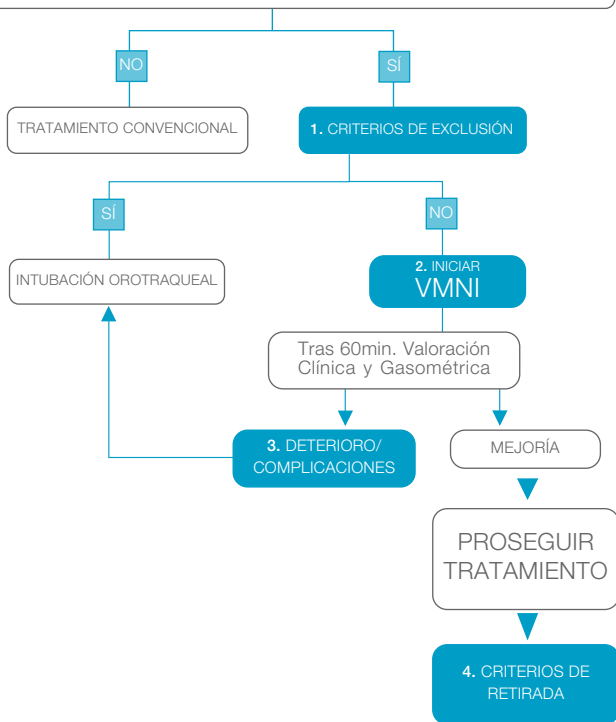 NO
SÍ
TRATAMIENTO CONVENCIONAL
1. CRITERIOS DE EXCLUSIÓN
SÍ
NO
INTUBACIÓN OROTRAQUEAL
2. INICIAR
VMNI
Tras 60min. Valoración
Clínica y Gasométrica
3. DETERIORO/
COMPLICACIONES
MEJORÍA
PROSEGUIR
TRATAMIENTO
4. CRITERIOS DE
RETIRADA